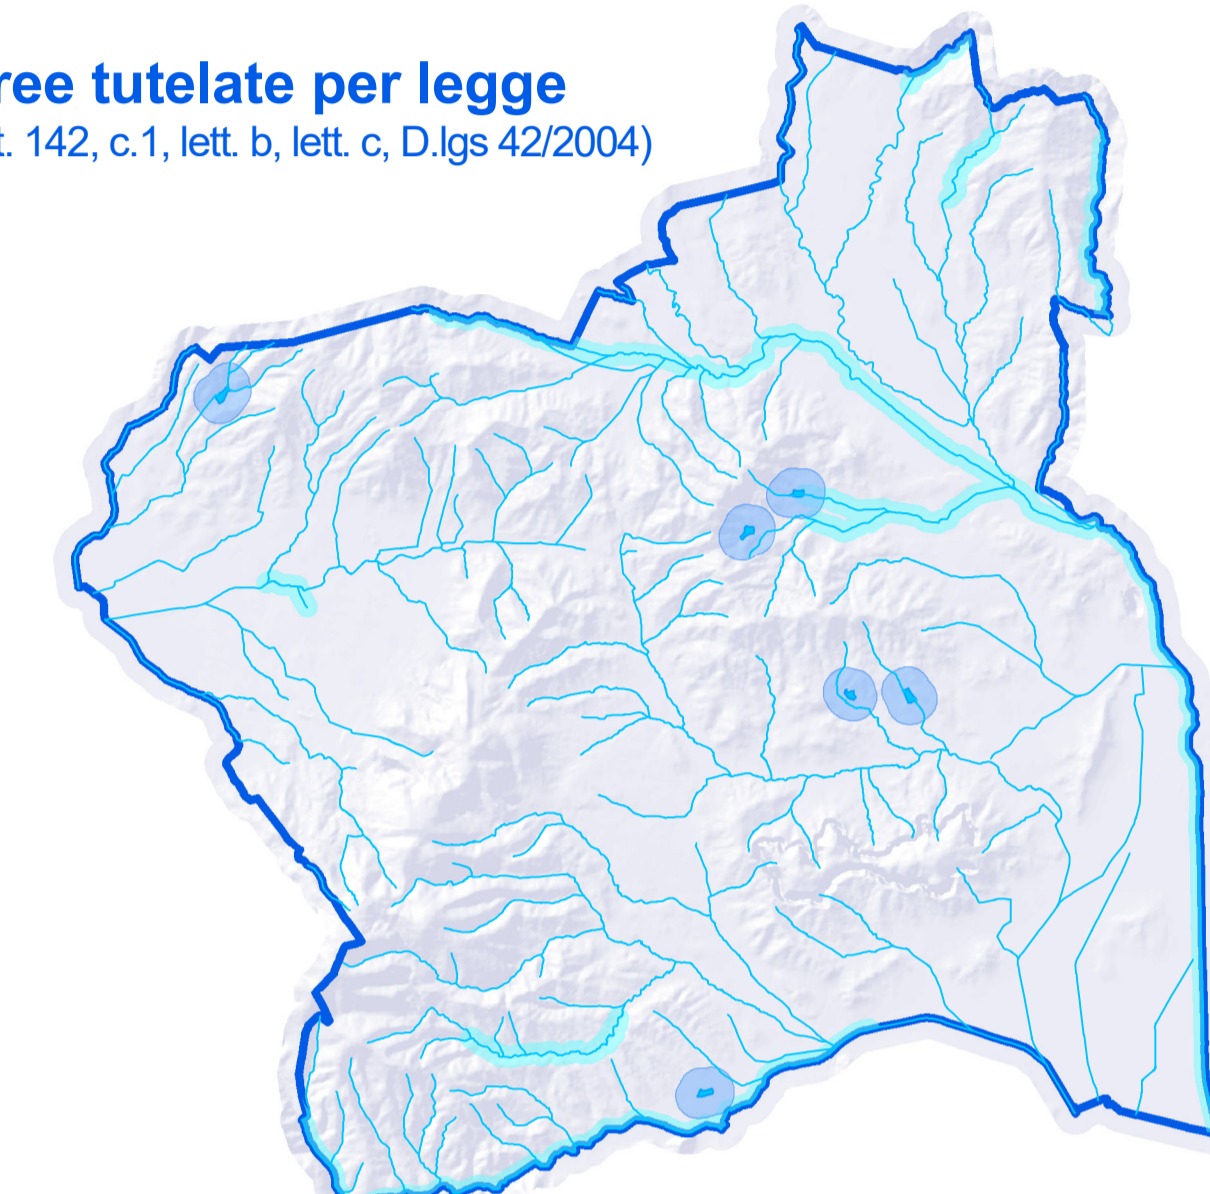 ree tutelate per legge
t. 142, c.1, lett. b, lett. c, D.lgs 42/2004)